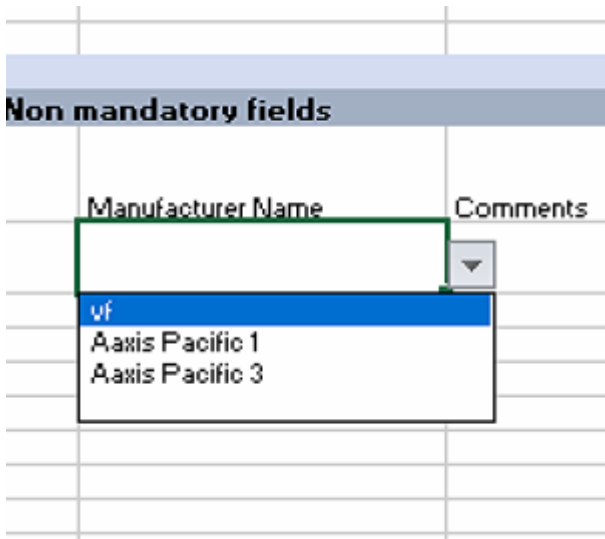 Non mandatory fields
Manufacturer Name
Comments
vf
Aaxis Pacific 1
Aaxis Pacific 3